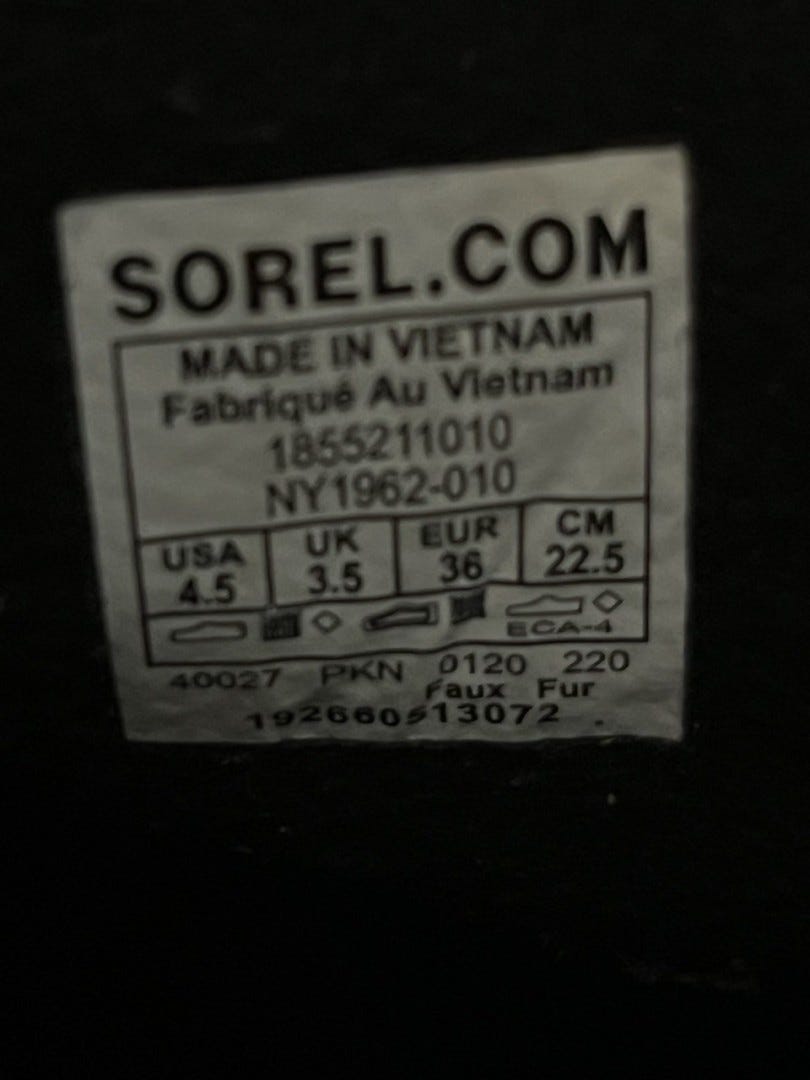 SOREL.COM
MADE IN VIETNAM
Fabriqué Au Vietnam
1855211010
NY1962-010
USA UK EUR CM
4.5 3.5 36 22.5
ECA-4
40027 PKN 0120 220
Faux Fur
192660513072